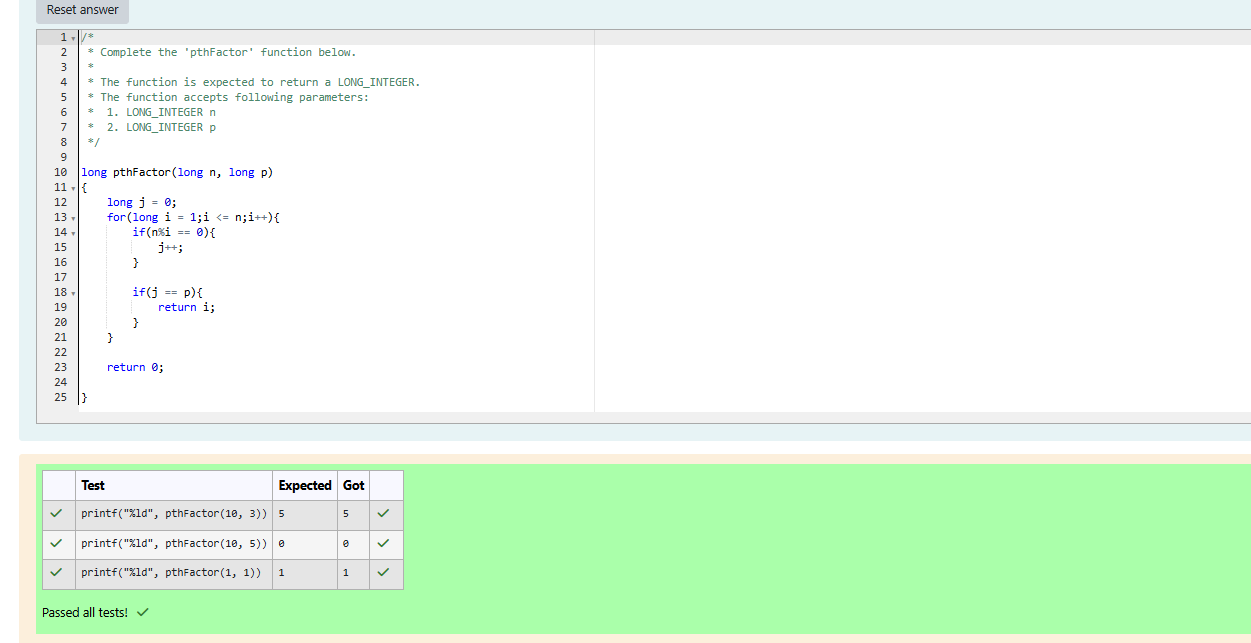 Reset answer
1 /*
2  * Complete the 'pthFactor' function below.
3  *
4  * The function is expected to return a LONG_INTEGER.
5  * The function accepts following parameters:
6  *  1. LONG_INTEGER n
7  *  2. LONG_INTEGER p
8  */
9
10 long pthFactor(long n, long p)
11 {
12     long j = 0;
13     for(long i = 1;i <= n;i++){
14         if(n%i == 0){
15             j++;
16         }
17
18         if(j == p){
19             return i;
20         }
21     }
22
23     return 0;
24
25 }
Test Expected Got
printf("%ld", pthFactor(10, 3)) 5 5
printf("%ld", pthFactor(10, 5)) 0 0
printf("%ld", pthFactor(1, 1)) 1 1
Passed all tests!